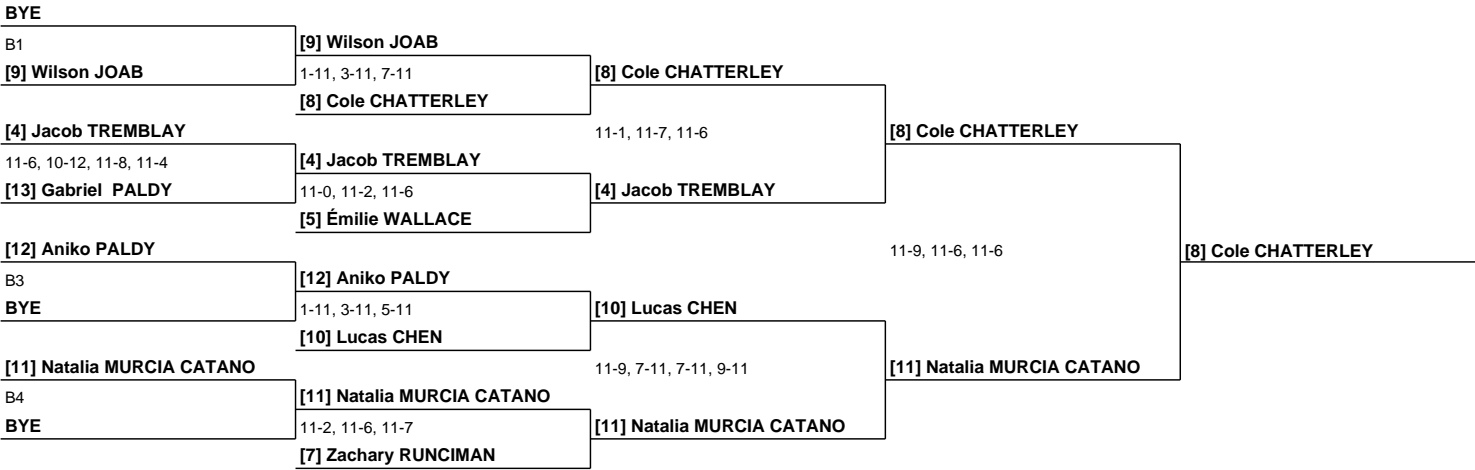 BYE
B1
[9] Wilson JOAB
[9] Wilson JOAB
1-11, 3-11, 7-11
[8] Cole CHATTERLEY
[8] Cole CHATTERLEY
[4] Jacob TREMBLAY
11-6, 10-12, 11-8, 11-4
[13] Gabriel  PALDY
[4] Jacob TREMBLAY
11-0, 11-2, 11-6
[5] Émilie WALLACE
[4] Jacob TREMBLAY
11-1, 11-7, 11-6
[8] Cole CHATTERLEY
[12] Aniko PALDY
B3
BYE
[12] Aniko PALDY
1-11, 3-11, 5-11
[10] Lucas CHEN
[10] Lucas CHEN
[11] Natalia MURCIA CATANO
B4
BYE
[11] Natalia MURCIA CATANO
11-2, 11-6, 11-7
[7] Zachary RUNCIMAN
[11] Natalia MURCIA CATANO
11-9, 7-11, 7-11, 9-11
[11] Natalia MURCIA CATANO
11-9, 11-6, 11-6
[8] Cole CHATTERLEY